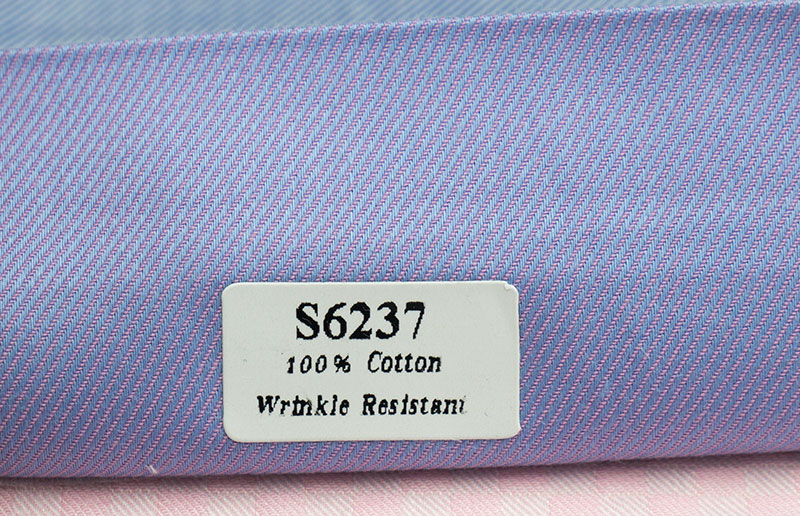 S6237
100% Cotton
Wrinkle Resistant